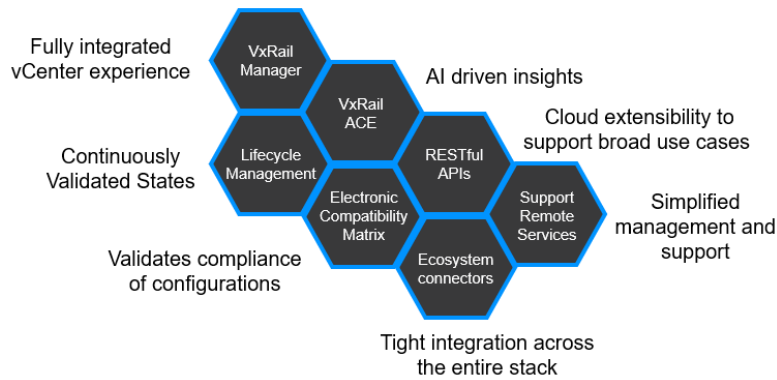 Fully integrated
vCenter experience
VxRail
Manager
VxRail
ACE
AI driven insights
Continuously
Validated States
Lifecycle
Management
RESTful
APIs
Cloud extensibility to
support broad use cases
Electronic
Compatibility
Matrix
Support
Remote
Services
Simplified
management and
support
Validates compliance
of configurations
Ecosystem
connectors
Tight integration across
the entire stack